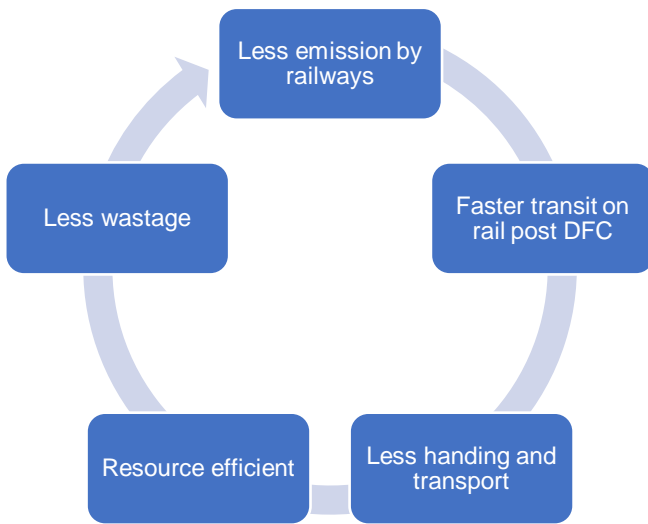 Less emission by
railways
Faster transit on
rail post DFC
Less handing and
transport
Resource efficient
Less wastage